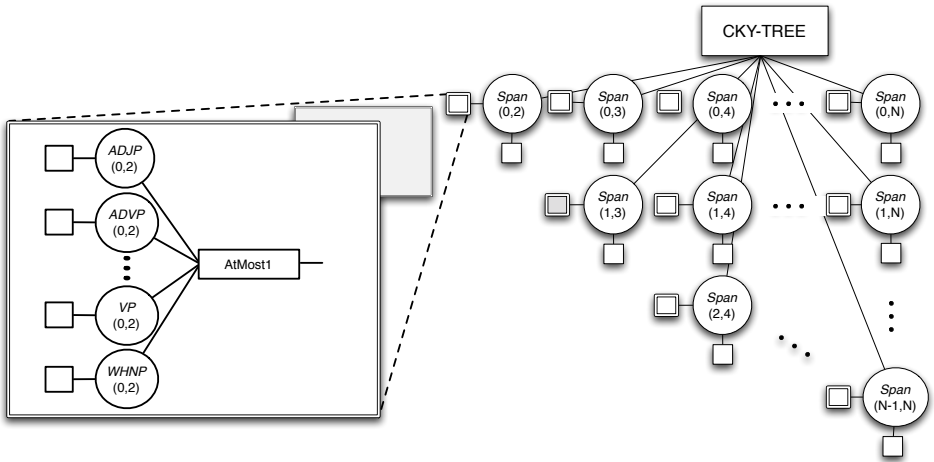 CKY-TREE
Span
(0,2)
Span
(0,3)
Span
(0,4)
Span
(0,N)
Span
(1,3)
Span
(1,4)
Span
(1,N)
Span
(2,4)
Span
(N-1,N)
ADJP
(0,2)
ADVP
(0,2)
AtMost1
VP
(0,2)
WHNP
(0,2)